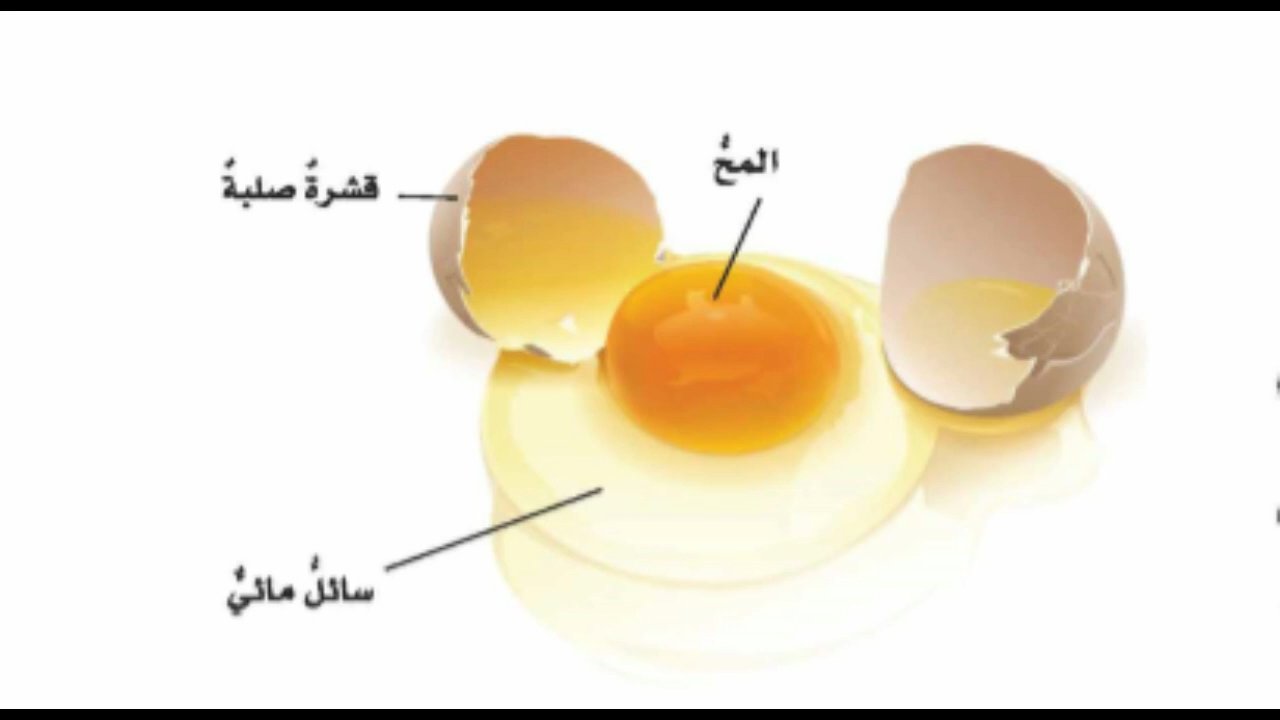 المحُّ
قشرةٌ صلبةٌ
سائلٌ مائيٌّ